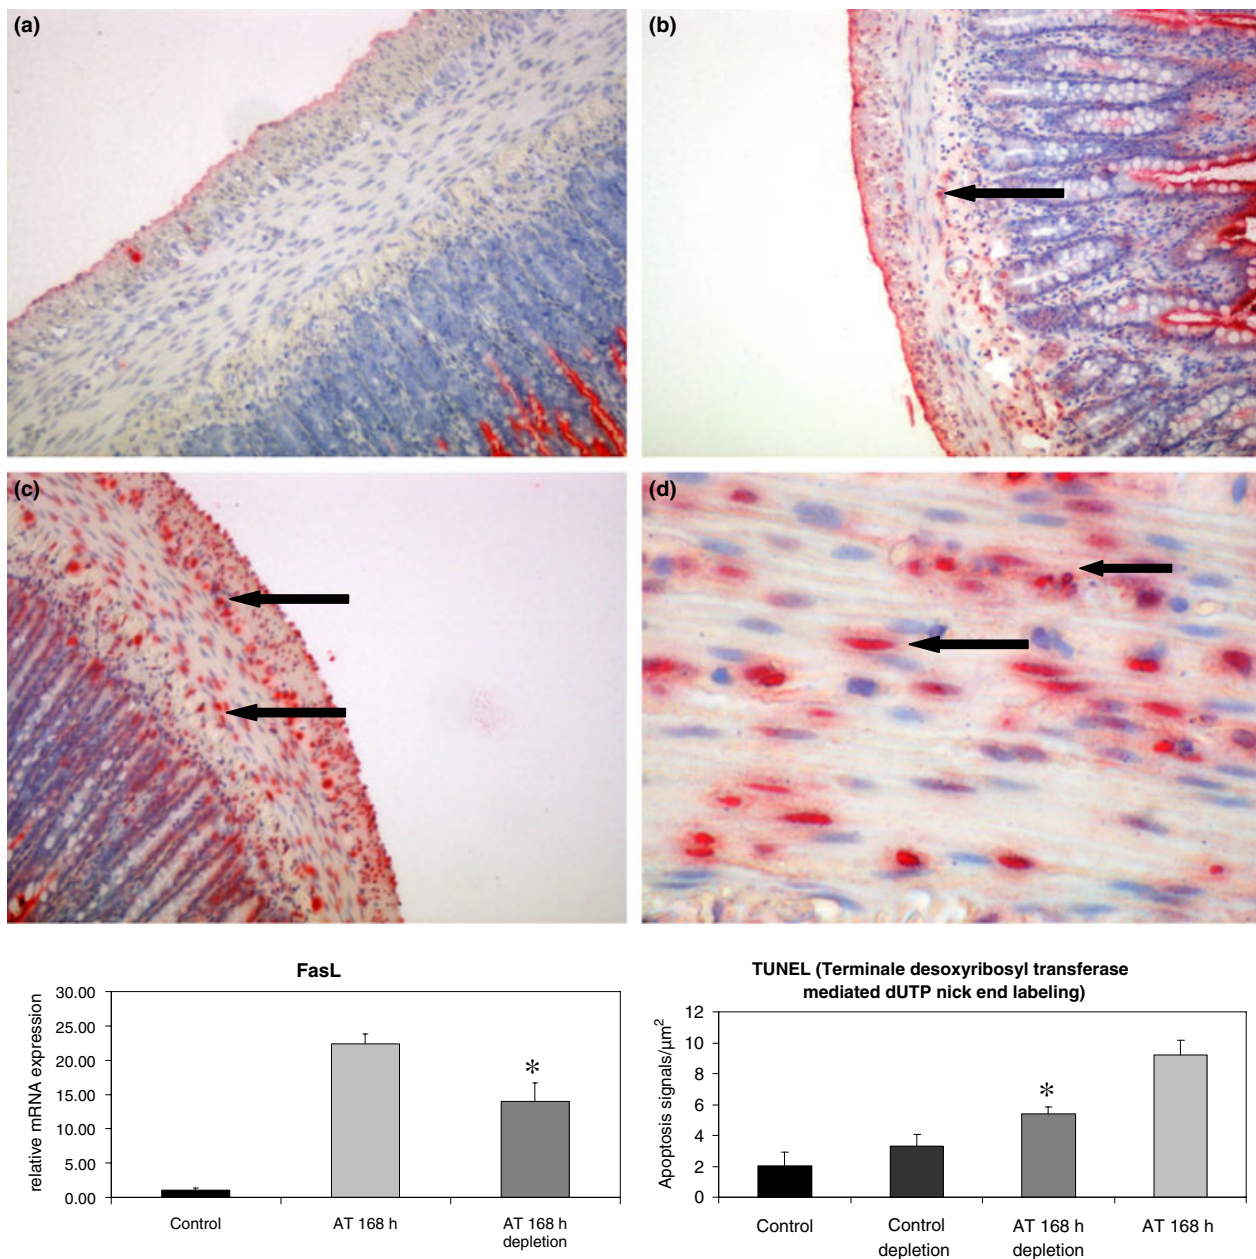 (a)
(b)
(c)
(d)
FasL
relative mRNA expression
30.00
25.00
20.00
15.00
10.00
5.00
0.00
*
Control
AT 168 h
AT 168 h
depletion
TUNEL (Terminale desoxyribosyl transferase
mediated dUTP nick end labeling)
Apoptosis signals/µm²
12
10
8
6
4
2
0
*
Control
Control
depletion
AT 168 h
depletion
AT 168 h